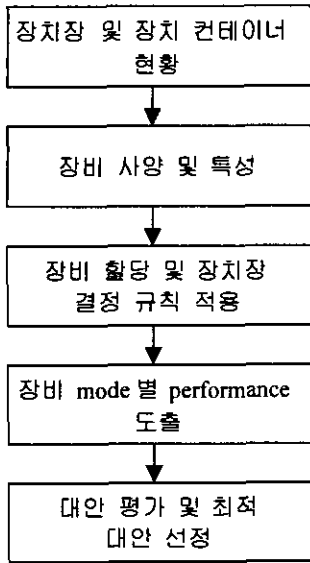 장치장 및 장치 컨테이너
현황
장비 사양 및 특성
장비 할당 및 장치장
결정 규칙 적용
장비 mode 별 performance
도출
대안 평가 및 최적
대안 선정